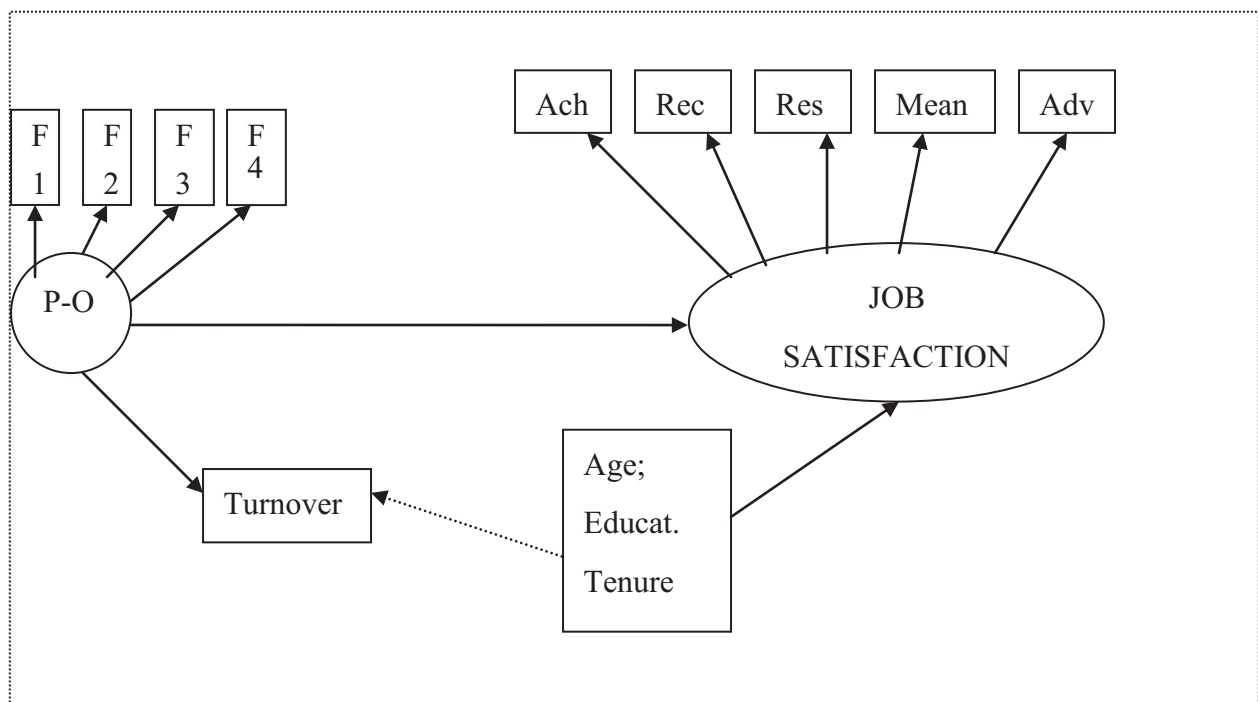 Ach
Rec
Res
Mean
Adv
F
1
F
2
F
3
F
4
P-O
JOB
SATISFACTION
Turnover
Age;
Educat.
Tenure